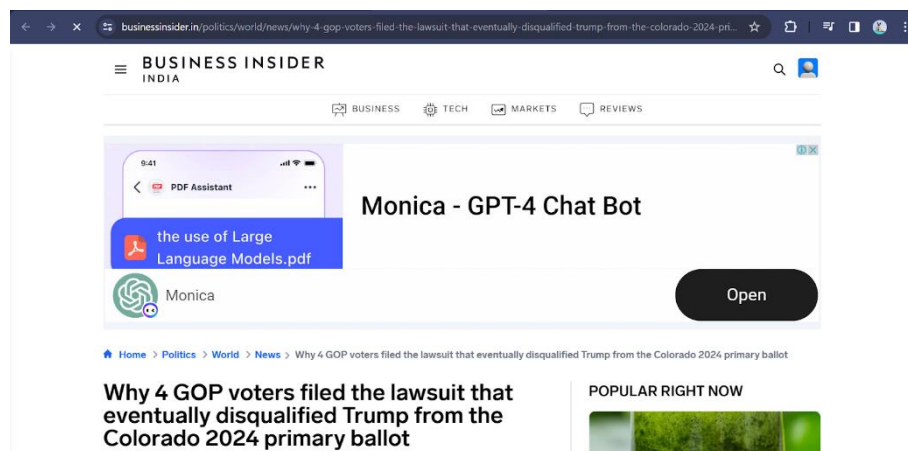 businessinsider.in/politics/world/news/why-4-gop-voters-filed-the-lawsuit-that-eventually-disqualified-trump-from-the-colorado-2024-pri...
BUSINESS INSIDER
INDIA
BUSINESS TECH MARKETS REVIEWS
9:41
PDF Assistant
the use of Large
Language Models.pdf
Monica - GPT-4 Chat Bot
Monica
Open
Home > Politics > World > News > Why 4 GOP voters filed the lawsuit that eventually disqualified Trump from the Colorado 2024 primary ballot
Why 4 GOP voters filed the lawsuit that
eventually disqualified Trump from the
Colorado 2024 primary ballot
POPULAR RIGHT NOW